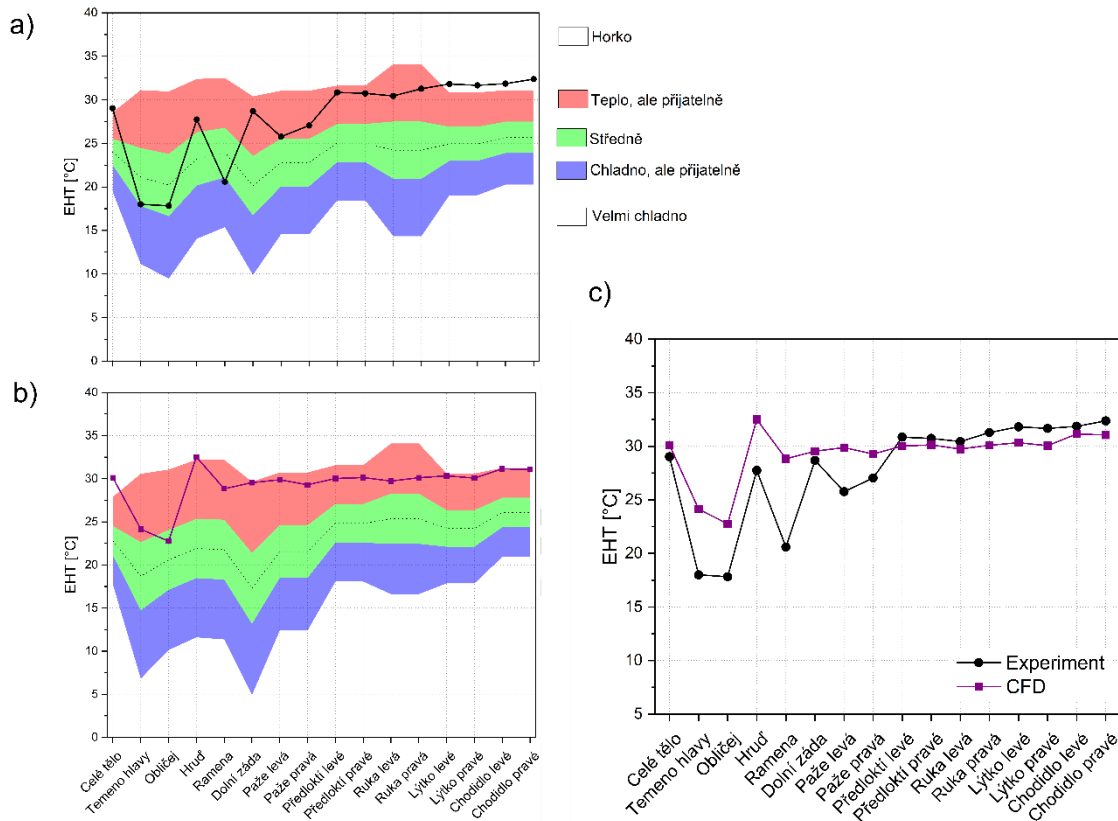 a)
40
35
30
25
20
15
10
5
0
EHT [°C]
Horko
Teplo, ale přijatelně
Středně
Chladno, ale přijatelně
Velmi chladno
b)
40
35
30
25
20
15
10
5
0
EHT [°C]
Celé tělo
Temeno hlavy
Obličej
Hruď
Ramena
Dolní záda
Paže levá
Paže pravá
Předloktí levé
Předloktí pravé
Ruka levá
Ruka pravá
Lýtko levé
Lýtko pravé
Chodidlo levé
Chodidlo pravé
c)
40
35
30
25
20
15
10
5
EHT [°C]
Experiment
CFD
Celé tělo
Temeno hlavy
Obličej
Hruď
Ramena
Dolní záda
Paže levá
Paže pravá
Předloktí levé
Předloktí pravé
Ruka levá
Ruka pravá
Lýtko levé
Lýtko pravé
Chodidlo levé
Chodidlo pravé